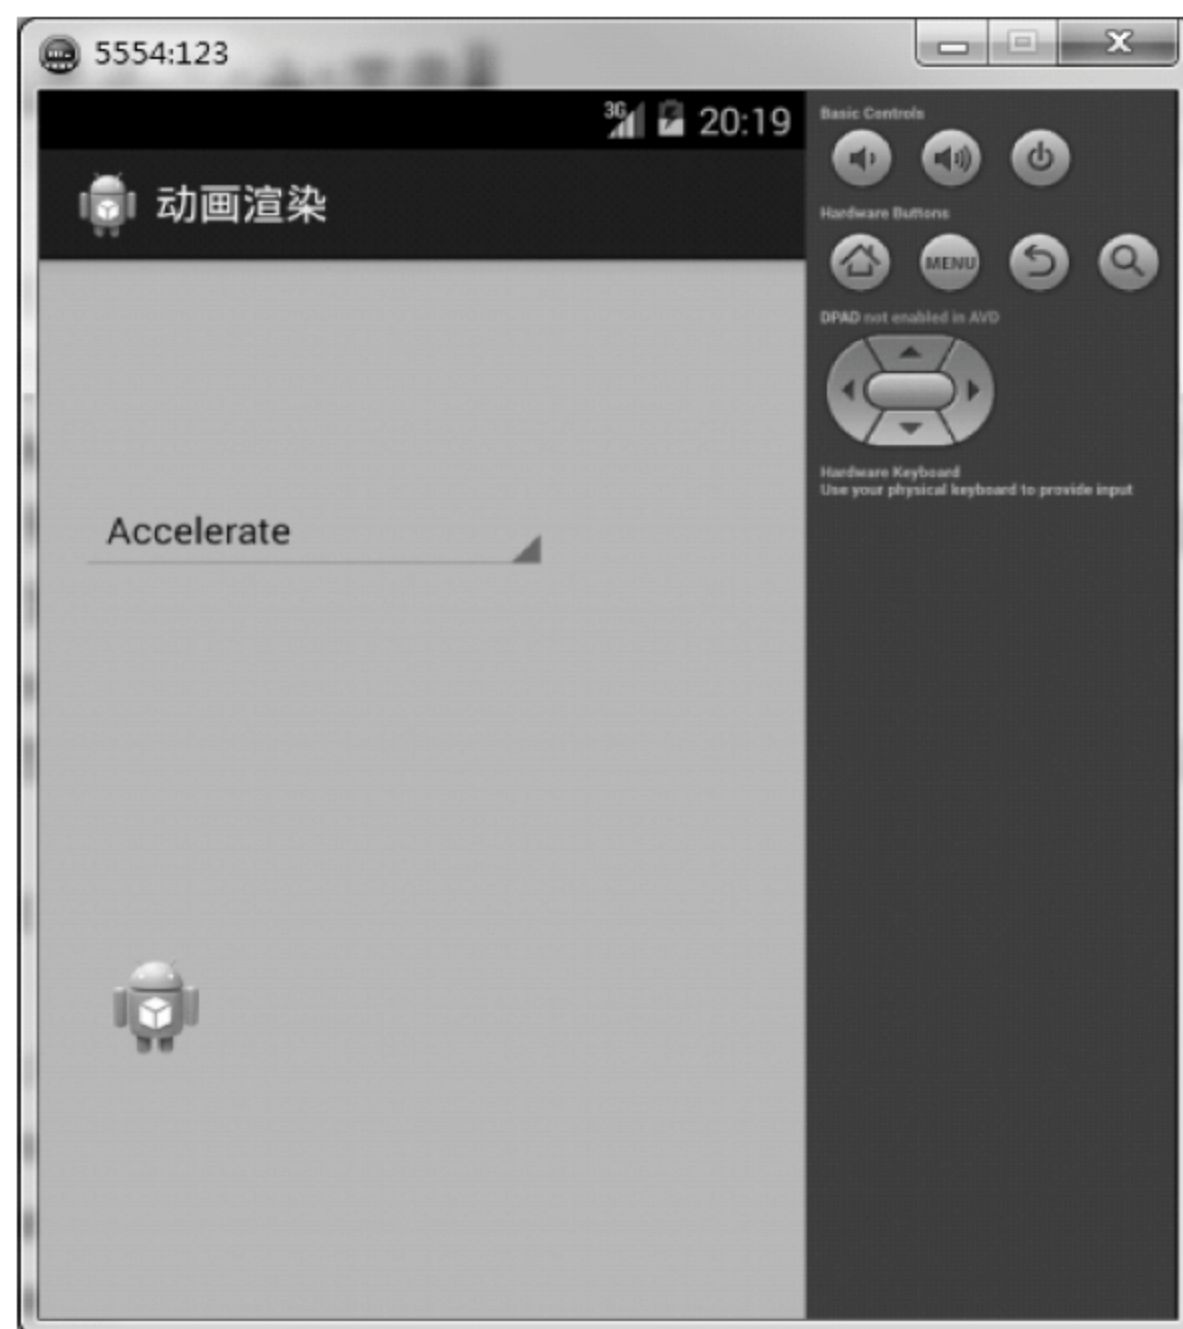 5554:123
3G 20:19
动画渲染
Accelerate
Basic Controls
Hardware Buttons
MENU
DPAD not enabled in AVD
Hardware Keyboard
Use your physical keyboard to provide input